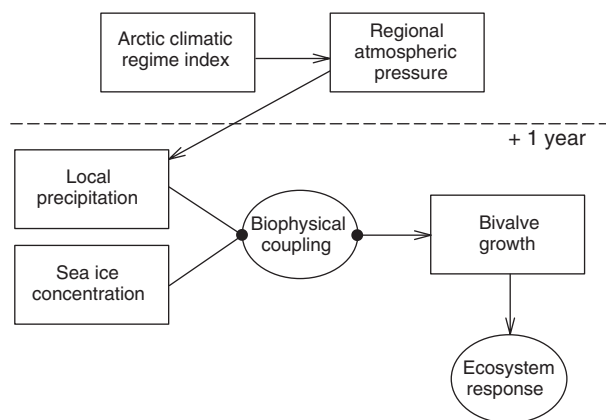 Arctic climatic
regime index
Regional
atmospheric
pressure
+ 1 year
Local
precipitation
Biophysical
coupling
Bivalve
growth
Sea ice
concentration
Ecosystem
response